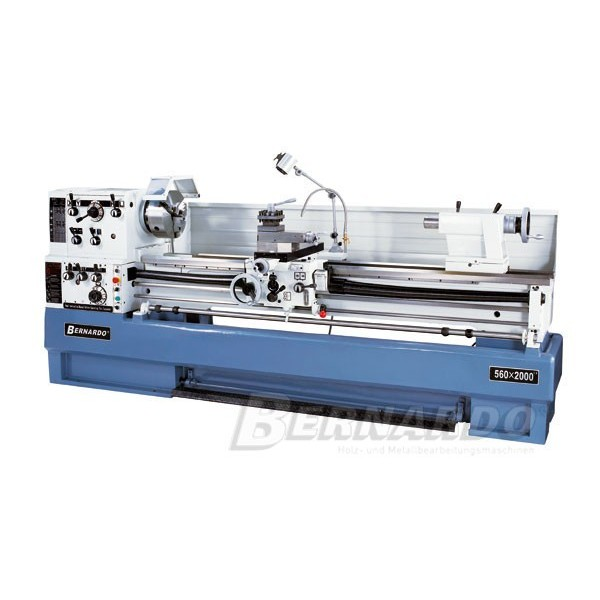 BERNARDO
560×2000
BERNARDO
Holz- und Metallbearbeitungsmaschinen